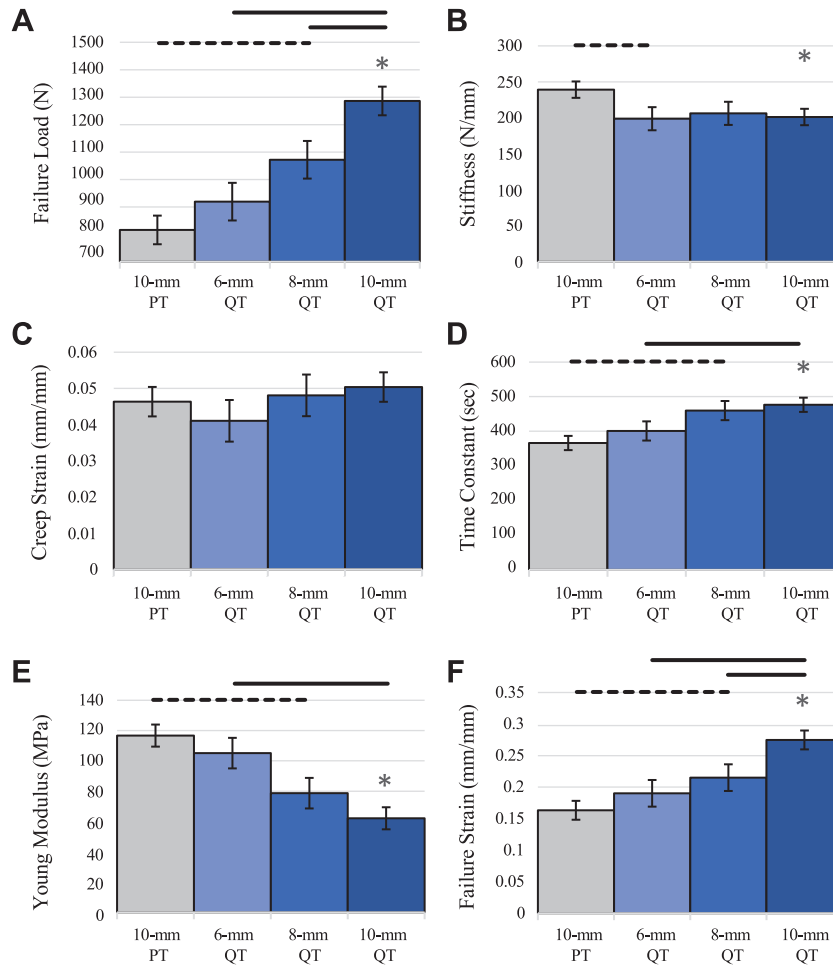 A
Failure Load (N)
1500
1400
1300
1200
1100
1000
900
800
700
*
10-mm PT
6-mm QT
8-mm QT
10-mm QT
B
Stiffness (N/mm)
300
250
200
150
100
50
0
*
10-mm PT
6-mm QT
8-mm QT
10-mm QT
C
Creep Strain (mm/mm)
0.06
0.05
0.04
0.03
0.02
0.01
0
10-mm PT
6-mm QT
8-mm QT
10-mm QT
D
Time Constant (sec)
600
500
400
300
200
100
0
*
10-mm PT
6-mm QT
8-mm QT
10-mm QT
E
Young Modulus (MPa)
140
120
100
80
60
40
20
0
*
10-mm PT
6-mm QT
8-mm QT
10-mm QT
F
Failure Strain (mm/mm)
0.35
0.3
0.25
0.2
0.15
0.1
0.05
0
*
10-mm PT
6-mm QT
8-mm QT
10-mm QT